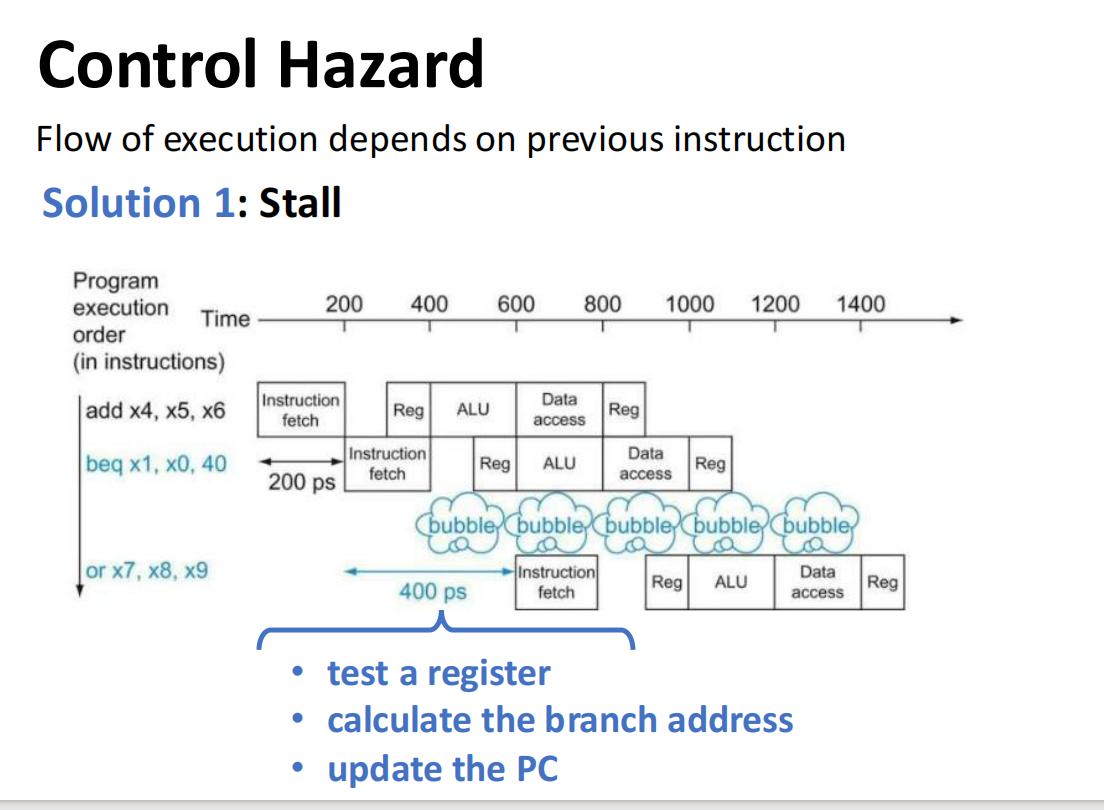 Control Hazard
Flow of execution depends on previous instruction
Solution 1: Stall
Program
execution
order
(in instructions)
Time
200 400 600 800 1000 1200 1400
add x4, x5, x6
Instruction
fetch
Reg
ALU
Data
access
Reg
beq x1, x0, 40
200 ps
Instruction
fetch
Reg
ALU
Data
access
Reg
bubble bubble bubble bubble bubble
or x7, x8, x9
400 ps
Instruction
fetch
Reg
ALU
Data
access
Reg
• test a register
• calculate the branch address
• update the PC